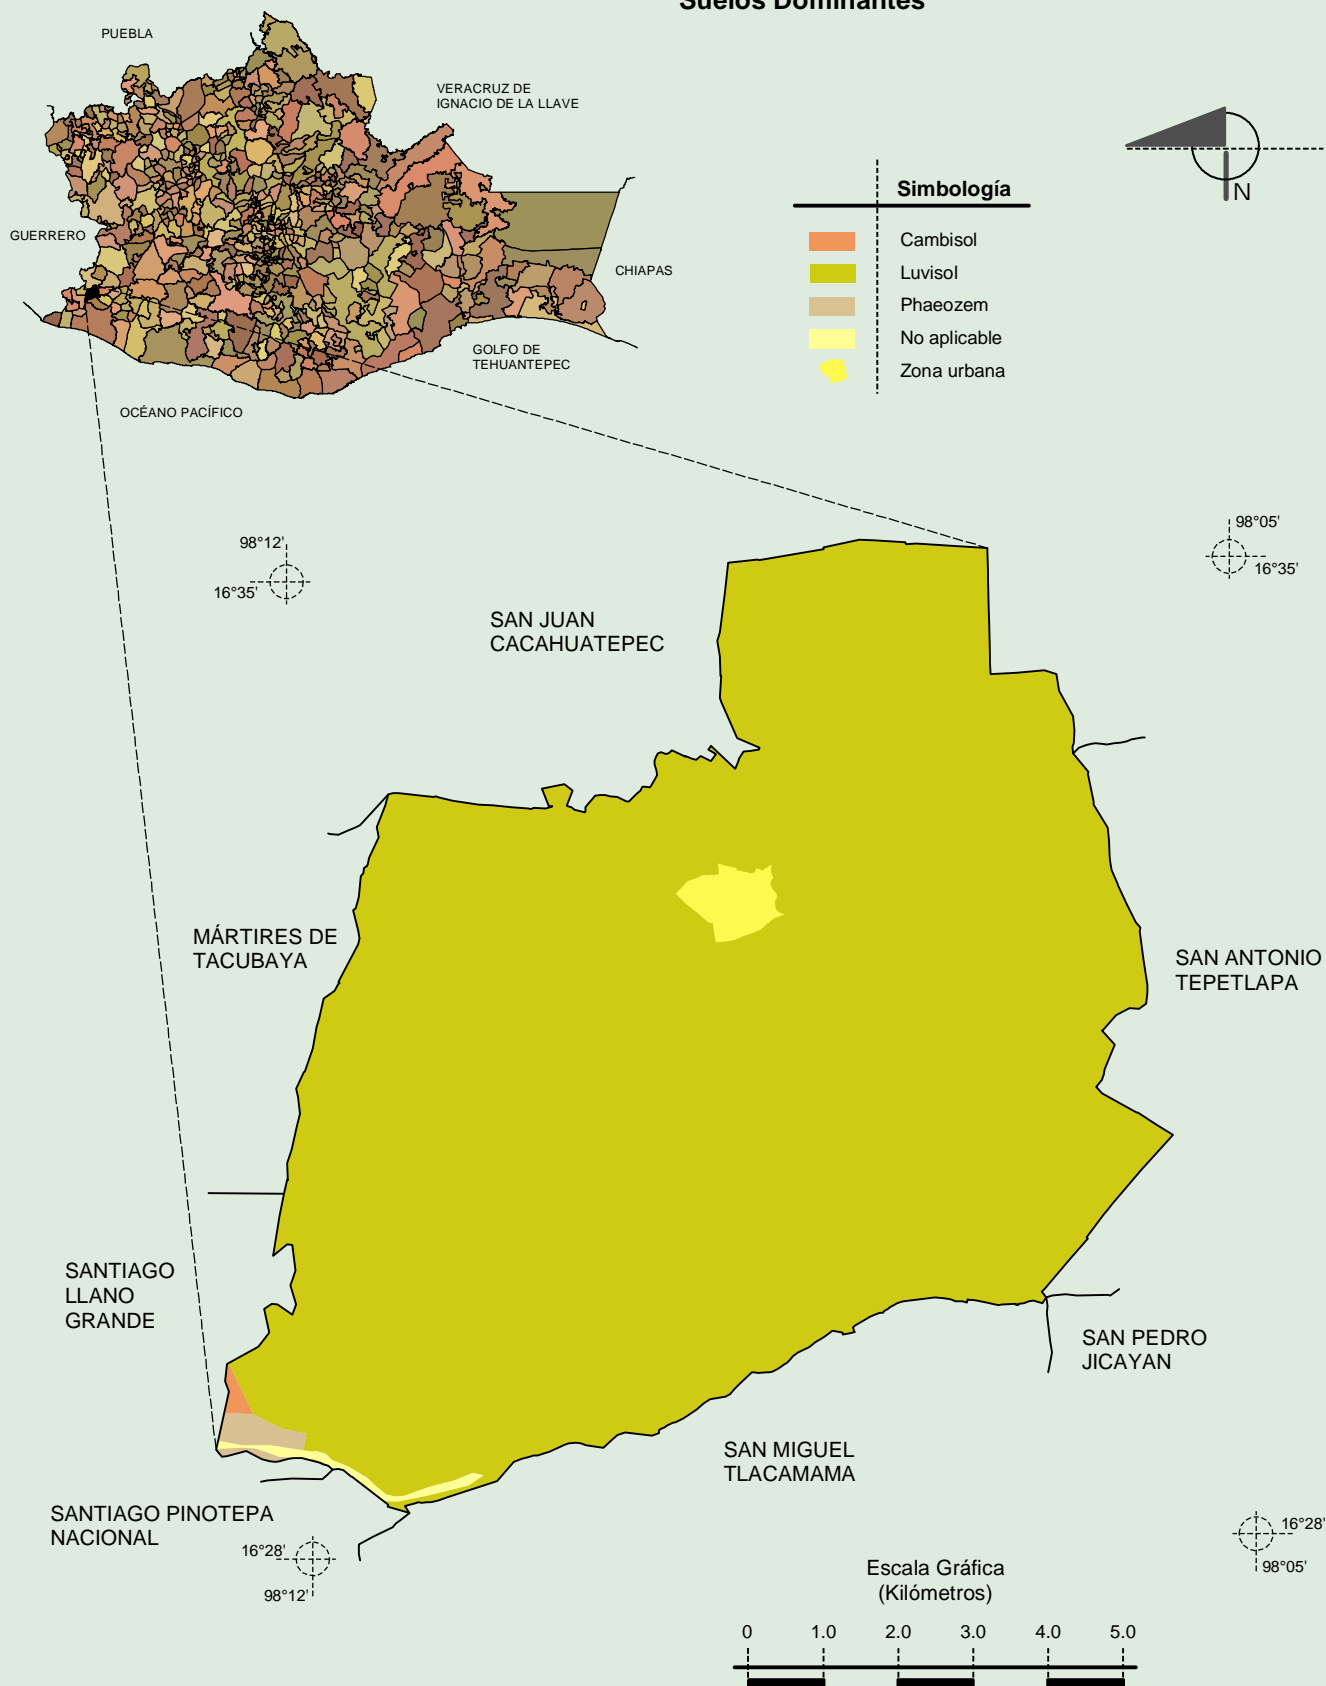 Suelos Dominantes
PUEBLA
VERACRUZ DE
IGNACIO DE LA LLAVE
GUERRERO
CHIAPAS
GOLFO DE
TEHUANTEPEC
OCÉANO PACÍFICO
N
Simbología
Cambisol
Luvisol
Phaeozem
No aplicable
Zona urbana
98°12'
16°35'
98°05'
16°35'
SAN JUAN
CACAHUATEPEC
MÁRTIRES DE
TACUBAYA
SAN ANTONIO
TEPETLAPA
SANTIAGO
LLANO
GRANDE
SAN PEDRO
JICAYAN
SAN MIGUEL
TLACAMAMA
SANTIAGO PINOTEPA
NACIONAL
16°28'
98°12'
16°28'
98°05'
Escala Gráfica
(Kilómetros)
0 1.0 2.0 3.0 4.0 5.0